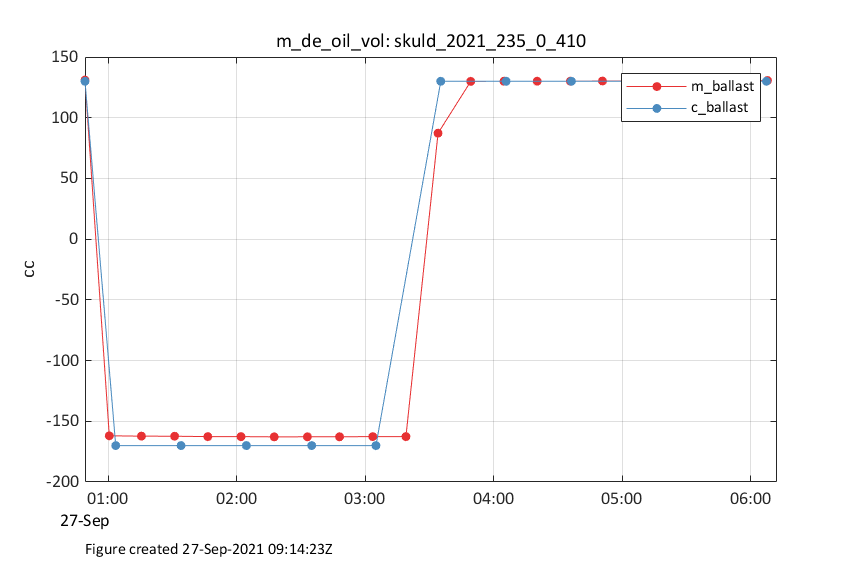 m_de_oil_vol: skuld_2021_235_0_410
150
100
50
0
-50
-100
-150
-200
cc
m_ballast
c_ballast
01:00 02:00 03:00 04:00 05:00 06:00
27-Sep
Figure created 27-Sep-2021 09:14:23Z